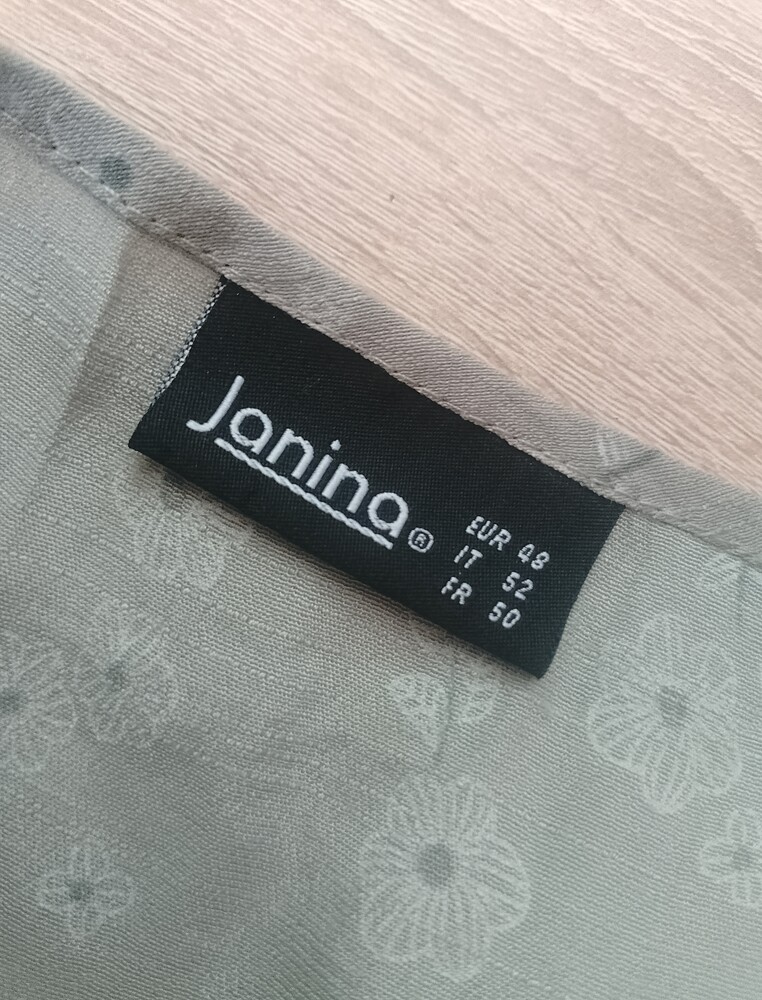 Janina®
EUR 48
IT 52
FR 50